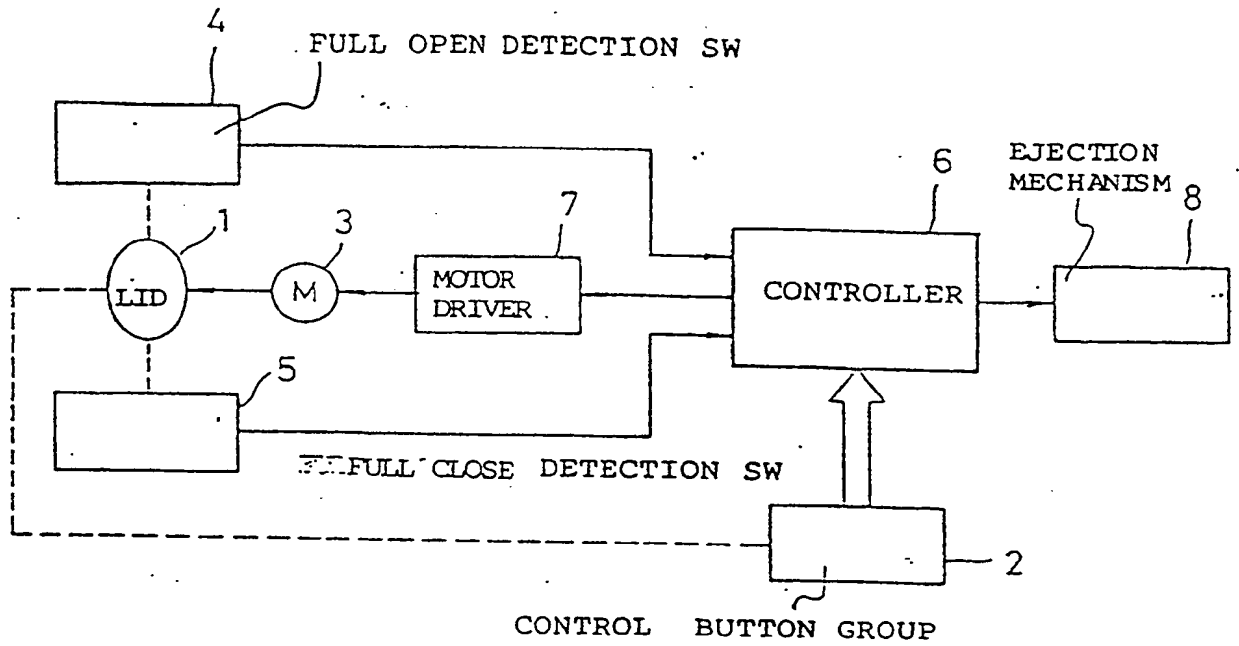 4
FULL OPEN DETECTION SW
1
3
7
6
EJECTION
MECHANISM
8
LID
M
MOTOR
DRIVER
CONTROLLER
5
FULL CLOSE DETECTION SW
2
CONTROL BUTTON GROUP